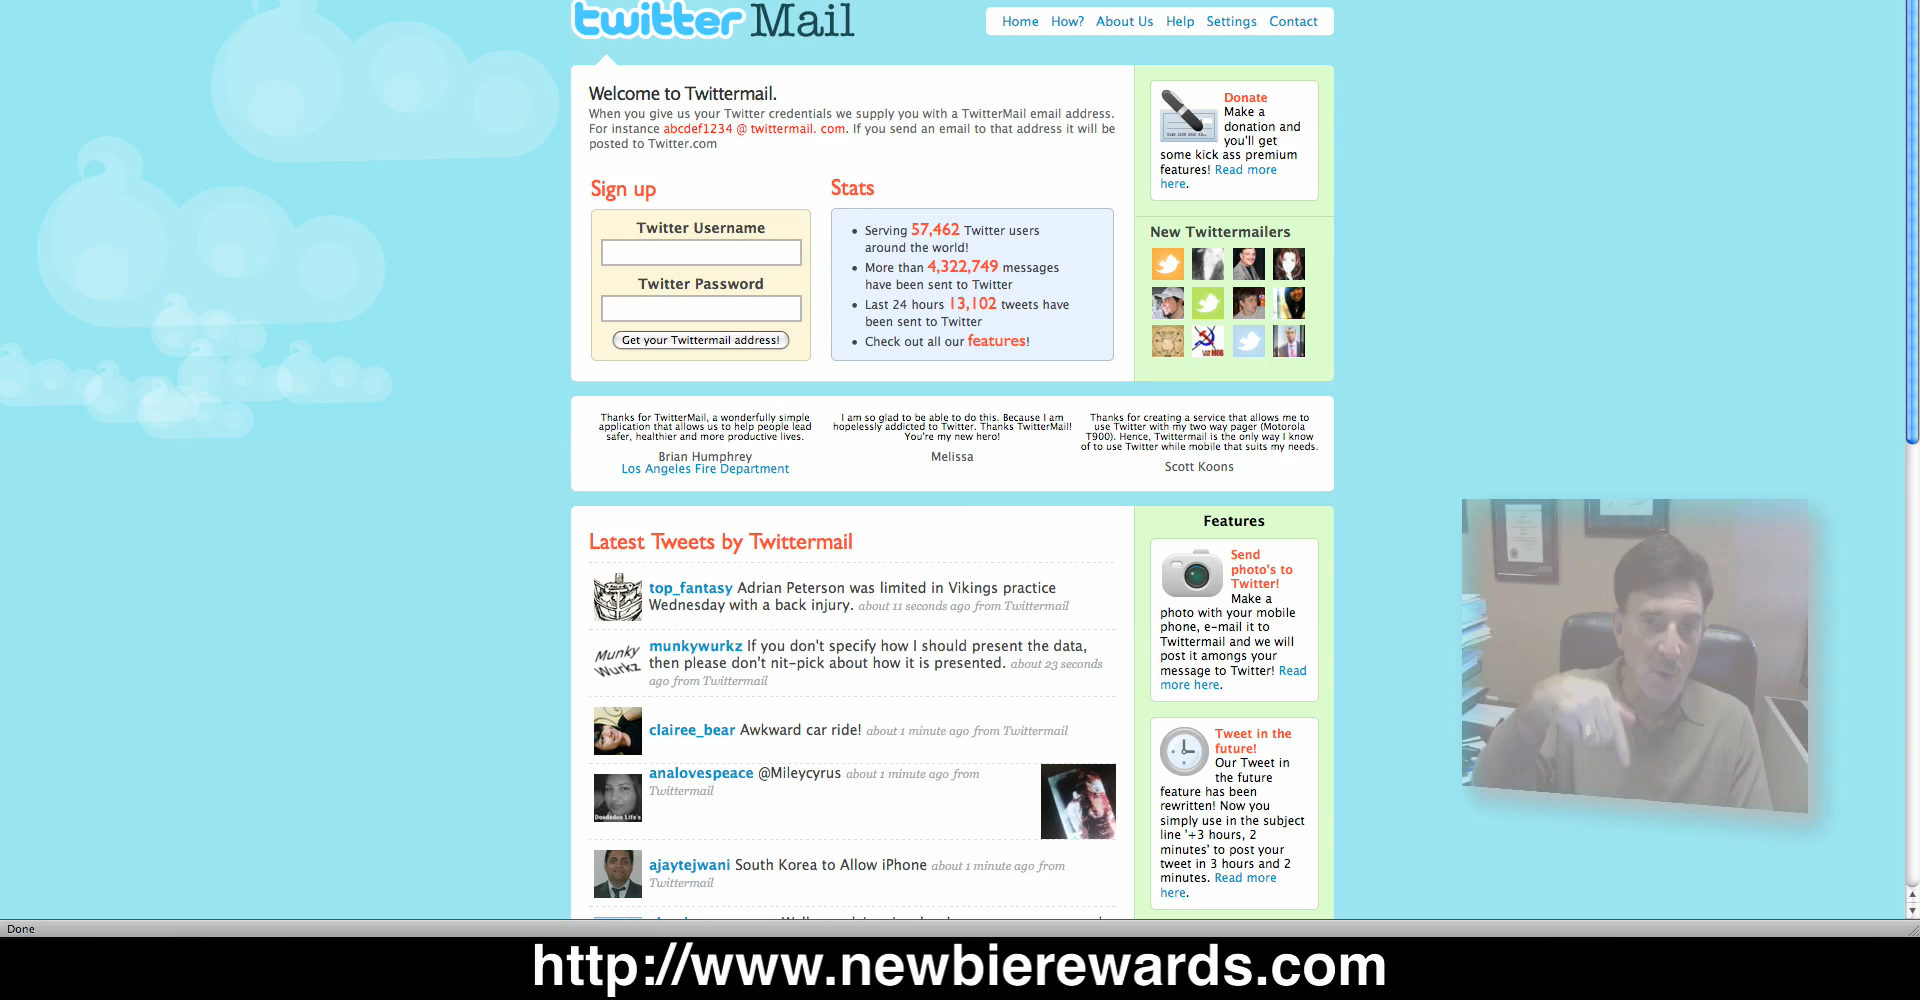 twitter Mail
Home How? About Us Help Settings Contact
Welcome to Twittermail.
When you give us your Twitter credentials we supply you with a TwitterMail email address.
For instance abcdef1234 @ twittermail. com. If you send an email to that address it will be
posted to Twitter.com
Sign up
Twitter Username
Twitter Password
Get your Twittermail address!
Stats
• Serving 57,462 Twitter users
around the world!
• More than 4,322,749 messages
have been sent to Twitter
• Last 24 hours 13,102 tweets have
been sent to Twitter
• Check out all our features!
Donate
Make a
donation and
you'll get
some kick ass premium
features! Read more
here.
New Twittermailers
Thanks for TwitterMail, a wonderfully simple
application that allows us to help people lead
safer, healthier and more productive lives.
Brian Humphrey
Los Angeles Fire Department
I am so glad to be able to do this. Because I am
hopelessly addicted to Twitter. Thanks TwitterMail!
You're my new hero!
Melissa
Thanks for creating a service that allows me to
use Twitter with my two way pager (Motorola
T900). Hence, Twittermail is the only way I know
of to use Twitter while mobile that suits my needs.
Scott Koons
Latest Tweets by Twittermail
top_fantasy Adrian Peterson was limited in Vikings practice
Wednesday with a back injury. about 11 seconds ago from Twittermail
Munky
Wurkz
munkywurkz If you don't specify how I should present the data,
then please don't nit-pick about how it is presented. about 23 seconds
ago from Twittermail
clairee_bear Awkward car ride! about 1 minute ago from Twittermail
analovespeace @Mileycyrus about 1 minute ago from
Twittermail
ajaytejwani South Korea to Allow iPhone about 1 minute ago from
Twittermail
Features
Send
photo's to
Twitter!
Make a
photo with your mobile
phone, e-mail it to
Twittermail and we will
post it amongs your
message to Twitter! Read
more here.
Tweet in the
future!
Our Tweet in
the future
feature has been
rewritten! Now you
simply use in the subject
line '+3 hours, 2
minutes' to post your
tweet in 3 hours and 2
minutes. Read more
here.
Done
http://www.newbierewards.com